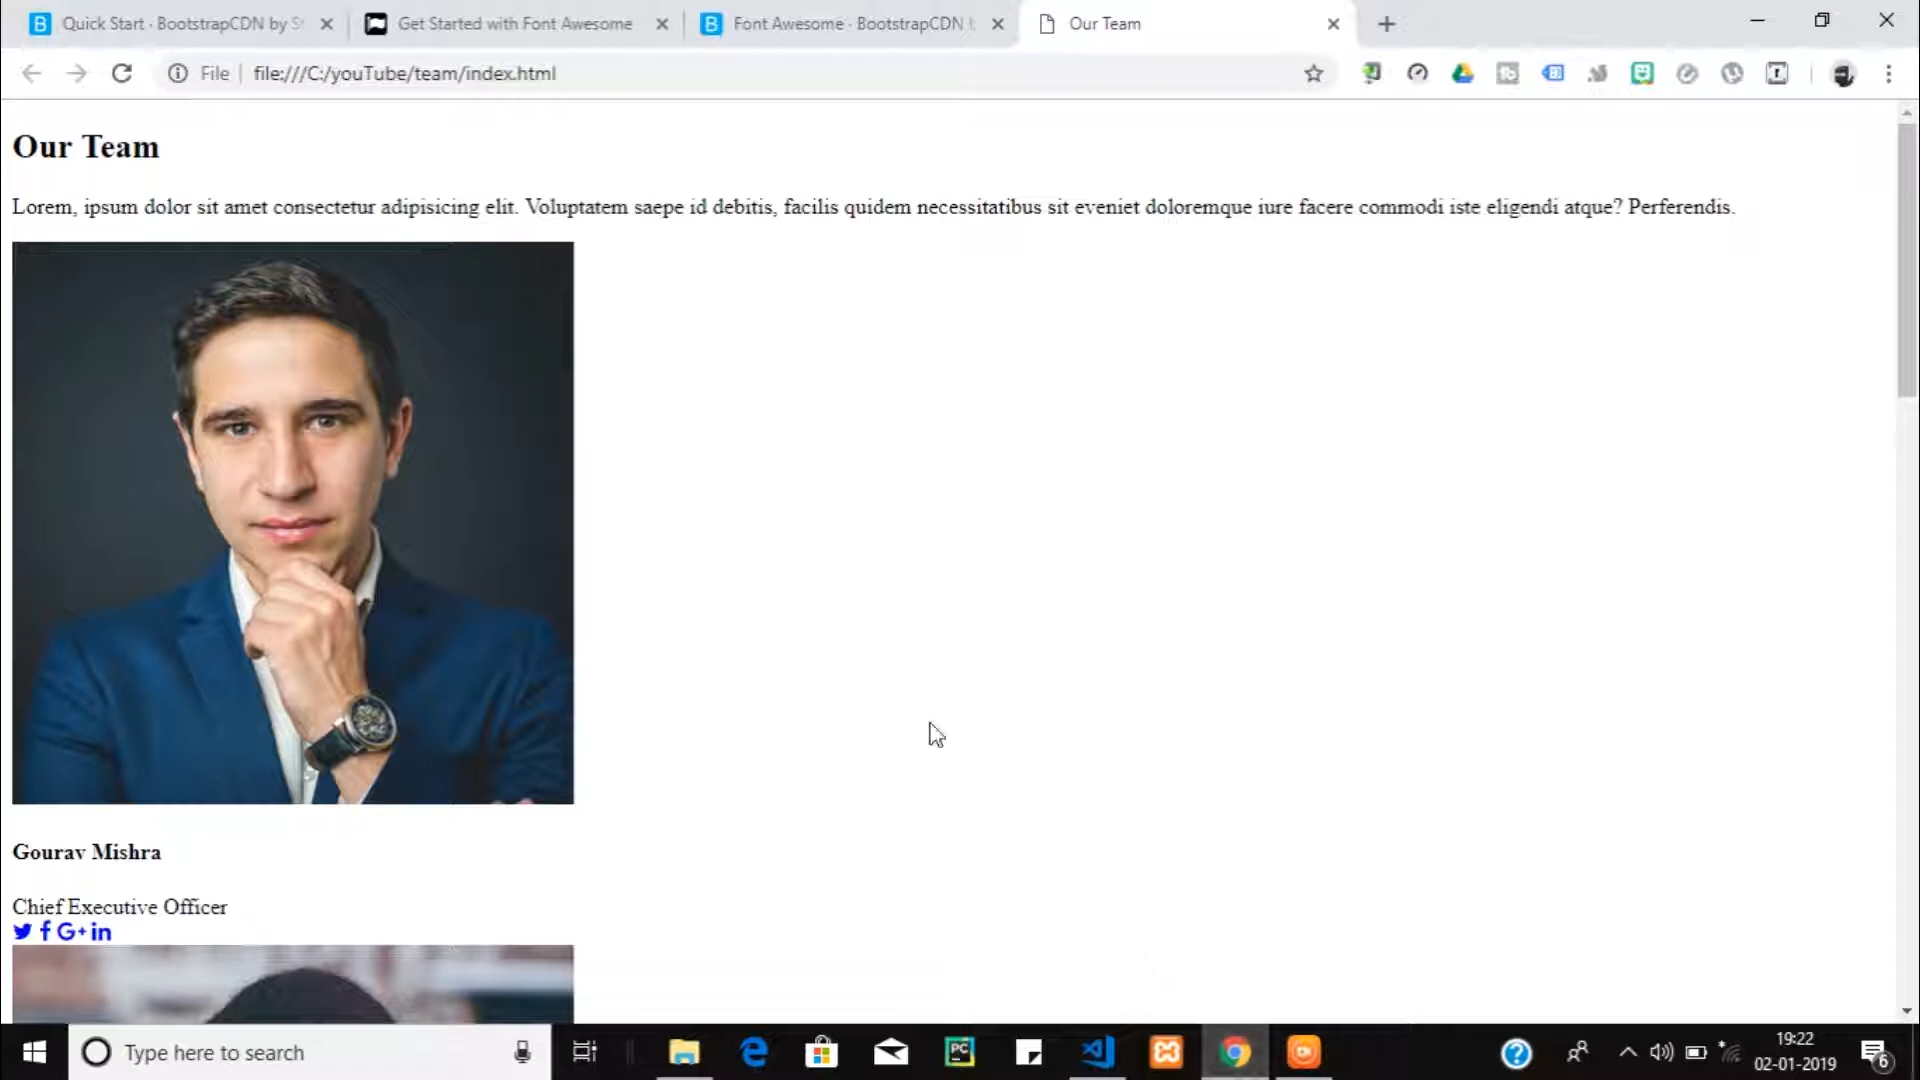 Quick Start · BootstrapCDN by St
Get Started with Font Awesome
Font Awesome · BootstrapCDN
Our Team
File
file:///C:/youTube/team/index.html
Our Team
Lorem, ipsum dolor sit amet consectetur adipisicing elit. Voluptatem saepe id debitis, facilis quidem necessitatibus sit eveniet doloremque iure facere commodi iste eligendi atque? Perferendis.
Gourav Mishra
Chief Executive Officer
Type here to search
PC
19:22
02-01-2019
6